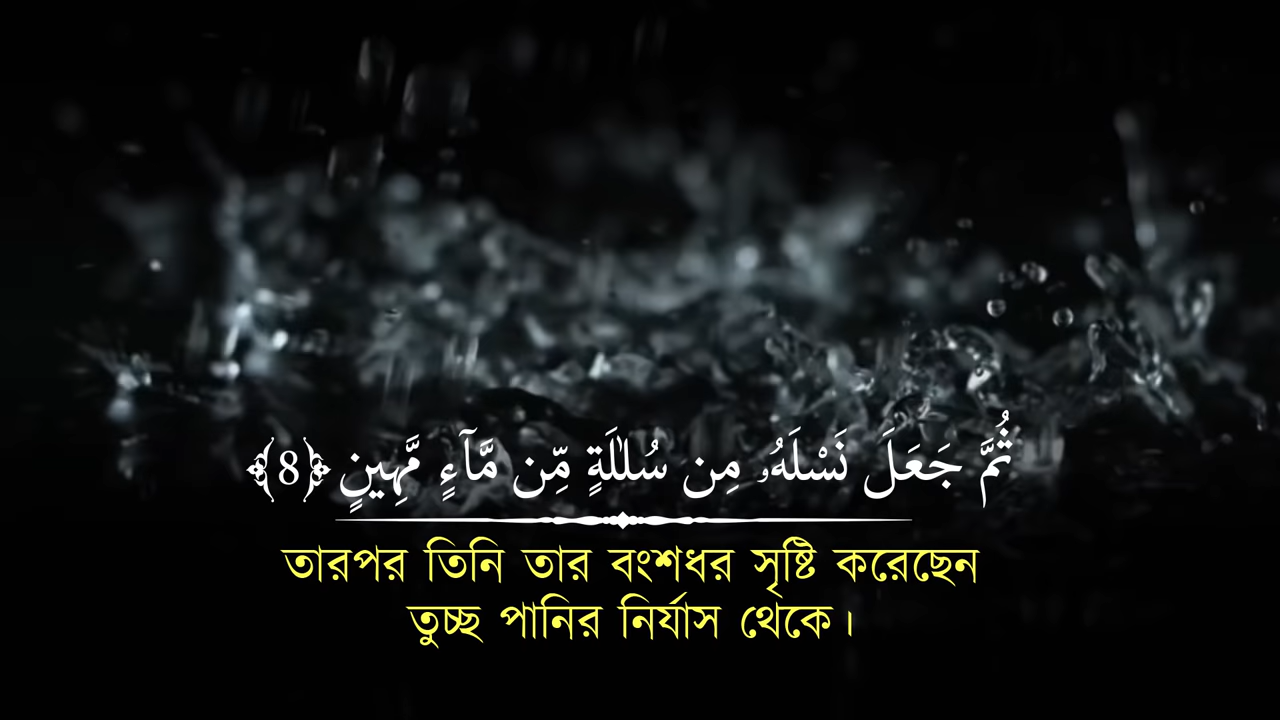 ثُمَّ جَعَلَ نَسْلَهُۥ مِن سُلَٰلَةٍ مِّن مَّآءٍ مَّهِينٍ ﴿8﴾
তারপর তিনি তার বংশধর সৃষ্টি করেছেন
তুচ্ছ পানির নির্যাস থেকে।